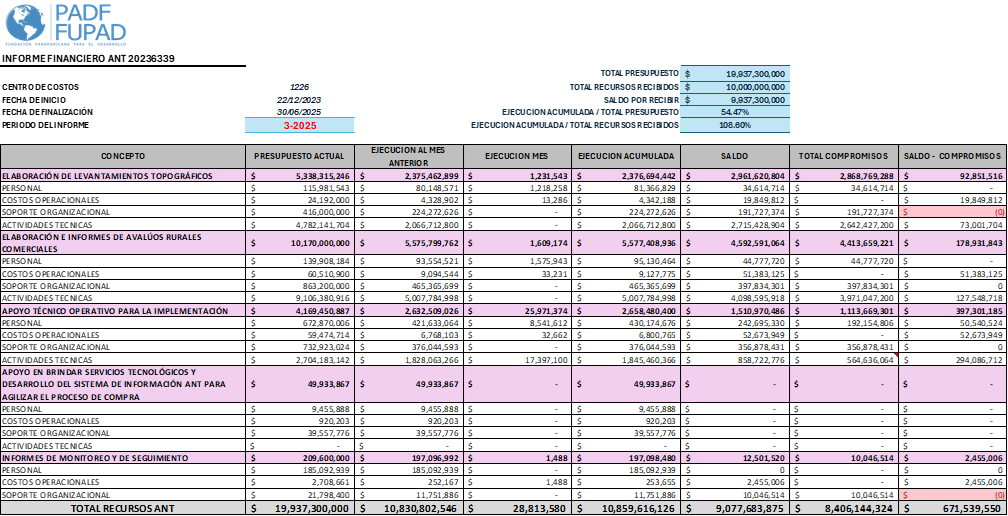 PADF
FUPAD
FUNDACIÓN PANAMERICANA PARA EL DESARROLLO
INFORME FINANCIERO ANT 20236339
TOTAL PRESUPUESTO $ 19,937,300,000
CENTRO DE COSTOS 1226 TOTAL RECURSOS RECIBIDOS $ 10,000,000,000
FECHA DE INICIO 22/12/2023 SALDO POR RECIBIR $ 9,937,300,000
FECHA DE FINALIZACIÓN 30/06/2025 EJECUCION ACUMULADA / TOTAL PRESUPUESTO 54.47%
PERIODO DEL INFORME 3-2025 EJECUCION ACUMULADA / TOTAL RECURSOS RECIBIDOS 108.60%
CONCEPTO PRESUPUESTO ACTUAL EJECUCION AL MES ANTERIOR EJECUCION MES EJECUCION ACUMULADA SALDO TOTAL COMPROMISOS SALDO - COMPROMISOS
ELABORACIÓN DE LEVANTAMIENTOS TOPOGRÁFICOS $ 5,338,315,246 $ 2,375,462,899 $ 1,231,543 $ 2,376,694,442 $ 2,961,620,804 $ 2,868,769,288 $ 92,851,516
PERSONAL $ 115,981,543 $ 80,148,571 $ 1,218,258 $ 81,366,829 $ 34,614,714 $ 34,614,714 $ -
COSTOS OPERACIONALES $ 24,192,000 $ 4,328,902 $ 13,286 $ 4,342,188 $ 19,849,812 $ - $ 19,849,812
SOPORTE ORGANIZACIONAL $ 416,000,000 $ 224,272,626 $ - $ 224,272,626 $ 191,727,374 $ 191,727,374 $ (0)
ACTIVIDADES TECNICAS $ 4,782,141,704 $ 2,066,712,800 $ - $ 2,066,712,800 $ 2,715,428,904 $ 2,642,427,200 $ 73,001,704
ELABORACIÓN E INFORMES DE AVALÚOS RURALES
COMERCIALES $ 10,170,000,000 $ 5,575,799,762 $ 1,609,174 $ 5,577,408,936 $ 4,592,591,064 $ 4,413,659,221 $ 178,931,843
PERSONAL $ 139,908,184 $ 93,554,521 $ 1,575,943 $ 95,130,464 $ 44,777,720 $ 44,777,720 $ -
COSTOS OPERACIONALES $ 60,510,900 $ 9,094,544 $ 33,231 $ 9,127,775 $ 51,383,125 $ - $ 51,383,125
SOPORTE ORGANIZACIONAL $ 863,200,000 $ 465,365,699 $ - $ 465,365,699 $ 397,834,301 $ 397,834,301 $ 0
ACTIVIDADES TECNICAS $ 9,106,380,916 $ 5,007,784,998 $ - $ 5,007,784,998 $ 4,098,595,918 $ 3,971,047,200 $ 127,548,718
APOYO TÉCNICO OPERATIVO PARA LA IMPLEMENTACIÓN $ 4,169,450,887 $ 2,632,509,026 $ 25,971,374 $ 2,658,480,400 $ 1,510,970,486 $ 1,113,669,301 $ 397,301,185
PERSONAL $ 672,870,006 $ 421,633,064 $ 8,541,612 $ 430,174,676 $ 242,695,330 $ 192,154,806 $ 50,540,524
COSTOS OPERACIONALES $ 59,474,714 $ 6,768,103 $ 32,662 $ 6,800,765 $ 52,673,949 $ - $ 52,673,949
SOPORTE ORGANIZACIONAL $ 732,923,024 $ 376,044,593 $ - $ 376,044,593 $ 356,878,431 $ 356,878,431 $ 0
ACTIVIDADES TECNICAS $ 2,704,183,142 $ 1,828,063,266 $ 17,397,100 $ 1,845,460,366 $ 858,722,776 $ 564,636,064 $ 294,086,712
APOYO EN BRINDAR SERVICIOS TECNOLÓGICOS Y
DESARROLLO DEL SISTEMA DE INFORMACIÓN ANT PARA $ 49,933,867 $ 49,933,867 $ - $ 49,933,867 $ - $ - $ -
AGILIZAR EL PROCESO DE COMPRA
PERSONAL $ 9,455,888 $ 9,455,888 $ - $ 9,455,888 $ - $ - $ -
COSTOS OPERACIONALES $ 920,203 $ 920,203 $ - $ 920,203 $ - $ - $ -
SOPORTE ORGANIZACIONAL $ 39,557,776 $ 39,557,776 $ - $ 39,557,776 $ - $ - $ -
ACTIVIDADES TECNICAS $ - $ - $ - $ - $ - $ - $ -
INFORMES DE MONITOREO Y DE SEGUIMIENTO $ 209,600,000 $ 197,096,992 $ 1,488 $ 197,098,480 $ 12,501,520 $ 10,046,514 $ 2,455,006
PERSONAL $ 185,092,939 $ 185,092,939 $ - $ 185,092,939 $ 0 $ - $ 0
COSTOS OPERACIONALES $ 2,708,661 $ 252,167 $ 1,488 $ 253,655 $ 2,455,006 $ - $ 2,455,006
SOPORTE ORGANIZACIONAL $ 21,798,400 $ 11,751,886 $ - $ 11,751,886 $ 10,046,514 $ 10,046,514 $ (0)
TOTAL RECURSOS ANT $ 19,937,300,000 $ 10,830,802,546 $ 28,813,580 $ 10,859,616,126 $ 9,077,683,875 $ 8,406,144,324 $ 671,539,550